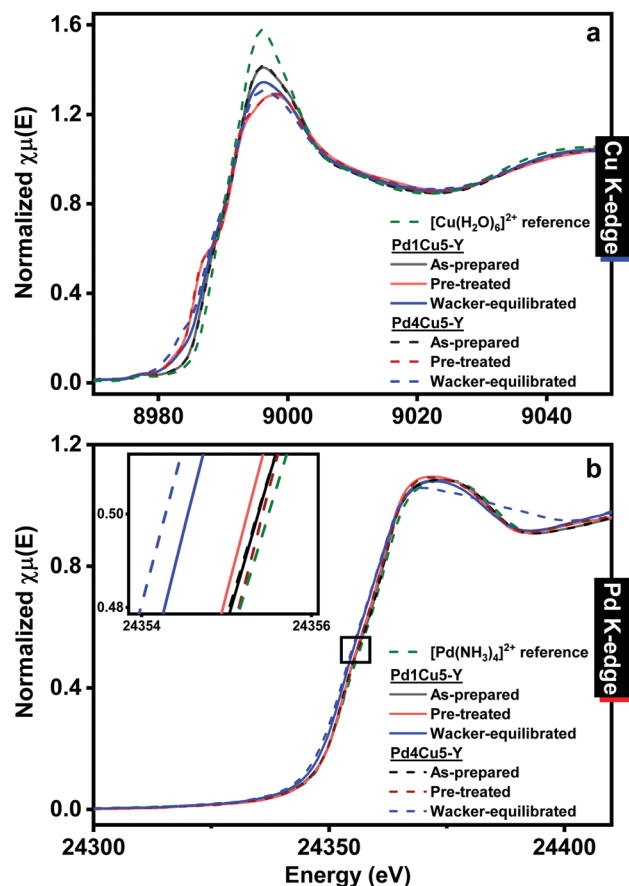 a
Normalized χμ(E)
1.6
1.2
0.8
0.4
0.0
[Cu(H₂O)₆]²⁺ reference
Pd1Cu5-Y
As-prepared
Pre-treated
Wacker-equilibrated
Pd4Cu5-Y
As-prepared
Pre-treated
Wacker-equilibrated
Cu K-edge
8980 9000 9020 9040
b
Normalized χμ(E)
1.2
0.8
0.4
0.0
0.50
0.48
24354 24356
[Pd(NH₃)₄]²⁺ reference
Pd1Cu5-Y
As-prepared
Pre-treated
Wacker-equilibrated
Pd4Cu5-Y
As-prepared
Pre-treated
Wacker-equilibrated
Pd K-edge
24300 24350 24400
Energy (eV)